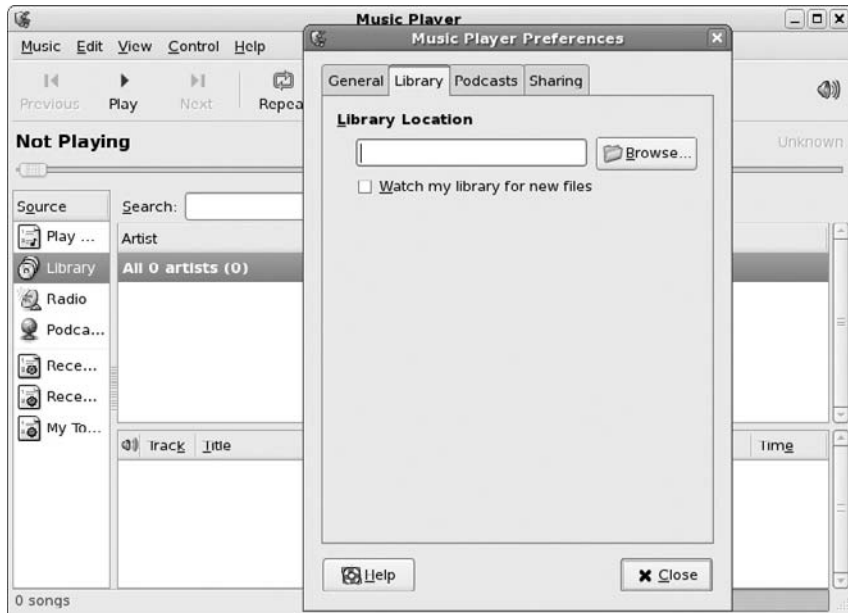 Music Player
Music Edit View Control Help
Previous Play Next Repea
Not Playing
Unknown
Source
Search:
Play ...
Library
Radio
Podca...
Rece...
Rece...
My To...
Artist
All 0 artists (0)
Track Title
Time
0 songs
Music Player Preferences
General Library Podcasts Sharing
Library Location
Browse...
Watch my library for new files
Help
Close